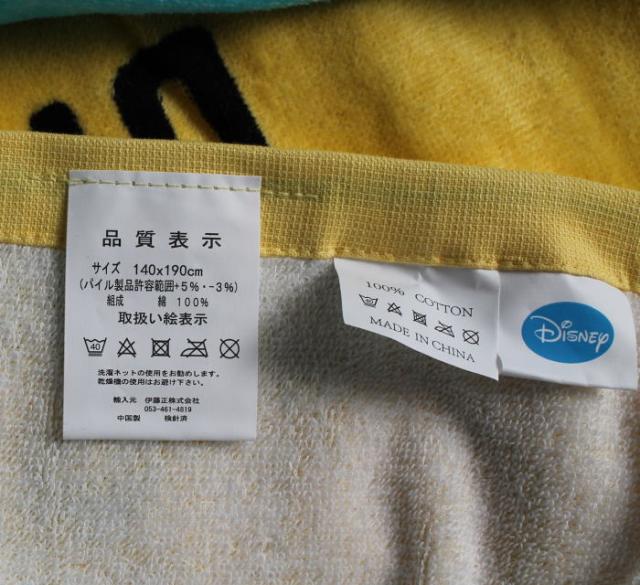 品質表示
サイズ 140x190cm
(パイル製品許容範囲+5%・-3%)
組成 綿 100%
取扱い絵表示
40
洗濯ネットの使用をお勧めします。
乾燥機の使用はお避け下さい。
輸入元 伊藤正株式会社
053-461-4819
中国製 検針済
100% COTTON
MADE IN CHINA
Disney